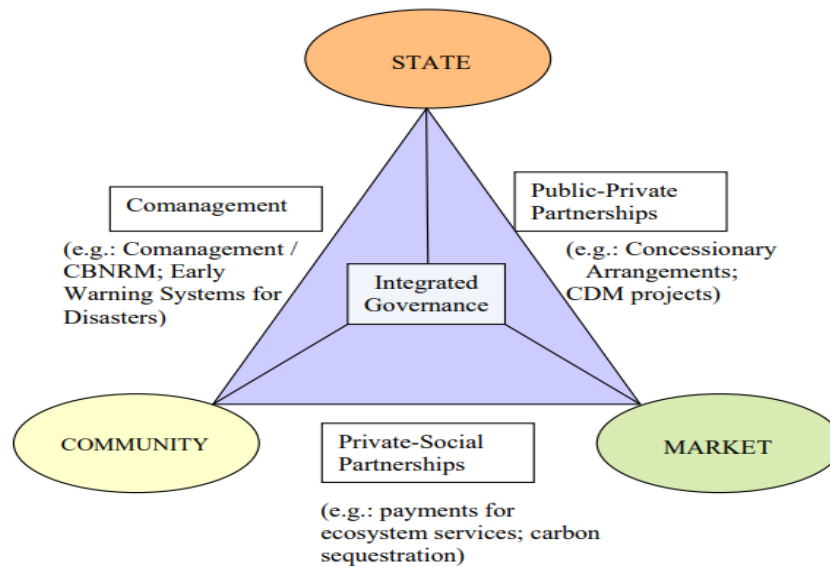 STATE
Comanagement
(e.g.: Comanagement /
CBNRM; Early
Warning Systems for
Disasters)
Public-Private
Partnerships
(e.g.: Concessionary
Arrangements;
CDM projects)
Integrated
Governance
COMMUNITY
Private-Social
Partnerships
(e.g.: payments for
ecosystem services; carbon
sequestration)
MARKET